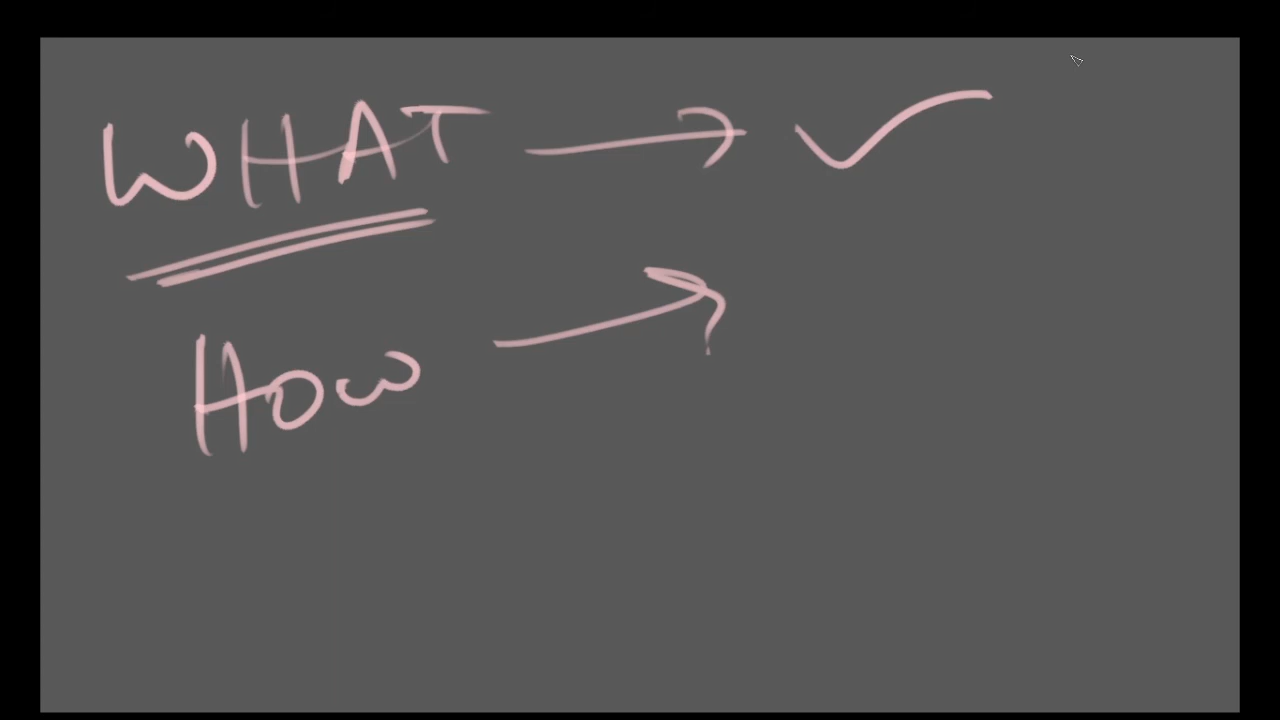 WHAT → ✓
How →